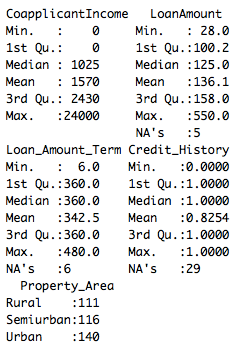 CoapplicantIncome   LoanAmount
Min.   :    0     Min.   : 28.0
1st Qu.:    0     1st Qu.:100.2
Median : 1025     Median :125.0
Mean   : 1570     Mean   :136.1
3rd Qu.: 2430     3rd Qu.:158.0
Max.   :24000     Max.   :550.0
NA's   :5
Loan_Amount_Term Credit_History
Min.   :  6.0    Min.   :0.0000
1st Qu.:360.0    1st Qu.:1.0000
Median :360.0    Median :1.0000
Mean   :342.5    Mean   :0.8254
3rd Qu.:360.0    3rd Qu.:1.0000
Max.   :480.0    Max.   :1.0000
NA's   :6        NA's   :29
Property_Area
Rural    :111
Semiurban:116
Urban    :140